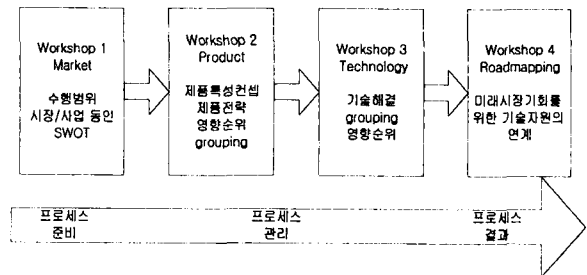 Workshop 1
Market
수행범위
시장/사업 동인
SWOT
Workshop 2
Product
제품특성컨셉
제품전략
영향순위
grouping
Workshop 3
Technology
기술해결
grouping
영향순위
Workshop 4
Roadmapping
미래시장기회를
위한 기술자원의
연계
프로세스
준비
프로세스
관리
프로세스
결과